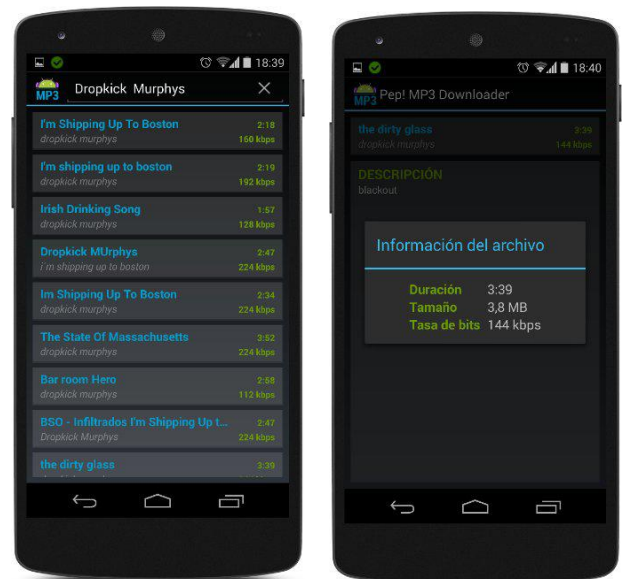 18:39
MP3 Dropkick Murphys
I'm Shipping Up To Boston 2:18
dropkick murphys 160 kbps
I'm shipping up to boston 2:19
dropkick murphys 192 kbps
Irish Drinking Song 1:57
dropkick murphys 128 kbps
Dropkick MUrphys 2:47
i m shipping up to boston 224 kbps
Im Shipping Up To Boston 2:34
dropkick murphys 224 kbps
The State Of Massachusetts 3:52
dropkick murphys 224 kbps
Bar room Hero 2:58
dropkick murphys 112 kbps
BSO - Infiltrados I'm Shipping Up t... 2:47
Dropkick Murphys 224 kbps
the dirty glass 3:39
18:40
MP3 Pep! MP3 Downloader
the dirty glass 3:39
dropkick murphys 144 kbps
DESCRIPCIÓN
blackout
Información del archivo
Duración 3:39
Tamaño 3,8 MB
Tasa de bits 144 kbps